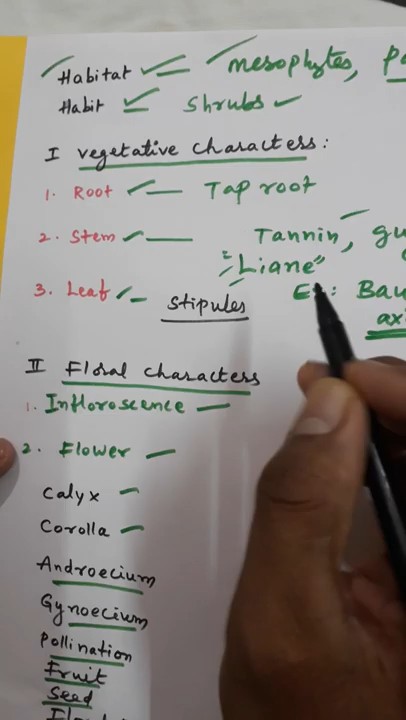 Habitat — mesophytes,
Habit — Shrubs
I vegetative characters:
1. Root — Tap root
2. Stem — Tannin,
"Liane"
3. Leaf — Stipules
II Floral characters
1. Infloroscence —
2. Flower —
Calyx —
Corolla —
Androecium
Gynoecium
Pollination
Fruit
Seed